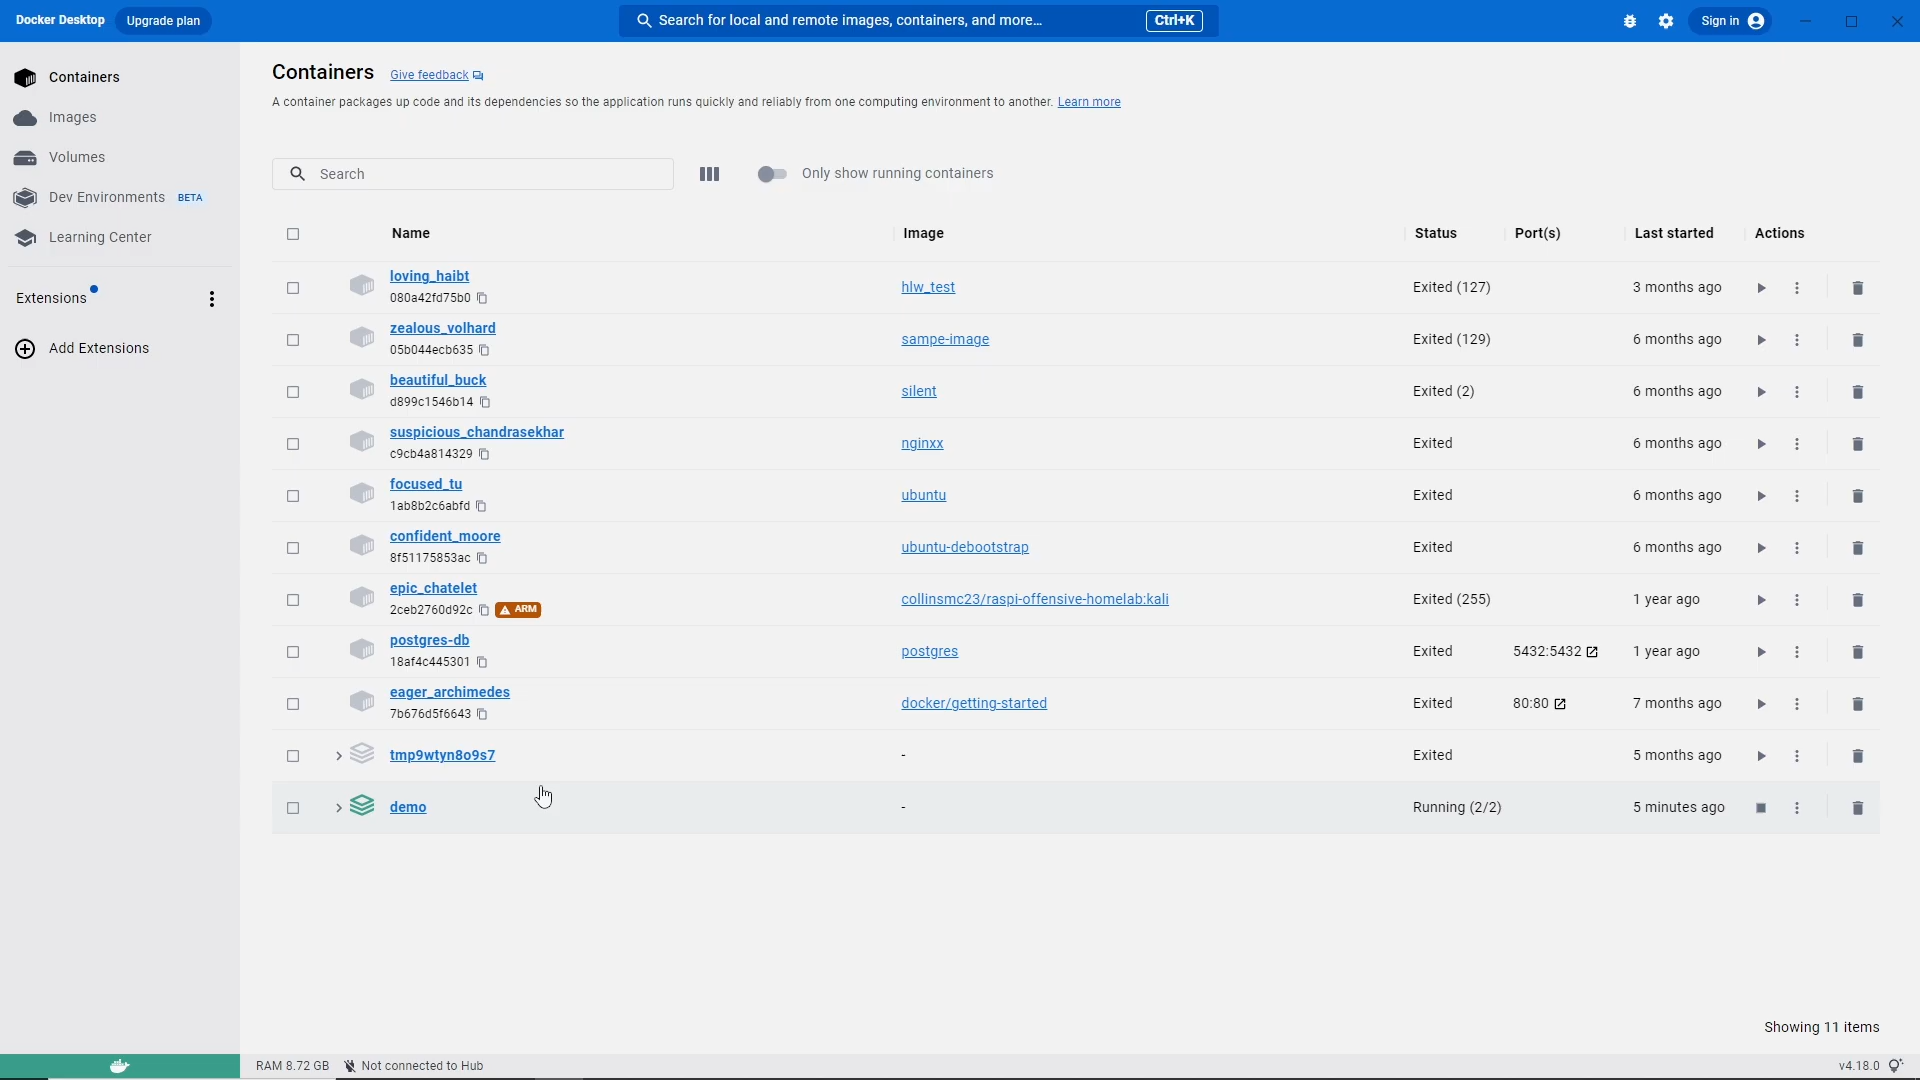 Docker Desktop Upgrade plan Search for local and remote images, containers, and more... Ctrl+K Sign in
Containers
Images
Volumes
Dev Environments BETA
Learning Center
Extensions
Add Extensions
Containers Give feedback
A container packages up code and its dependencies so the application runs quickly and reliably from one computing environment to another. Learn more
Search Only show running containers
Name Image Status Port(s) Last started Actions
loving_haibt
080a42fd75b0 hlw_test Exited (127) 3 months ago
zealous_volhard
05b044ecb635 sampe-image Exited (129) 6 months ago
beautiful_buck
d899c1546b14 silent Exited (2) 6 months ago
suspicious_chandrasekhar
c9cb4a814329 nginxx Exited 6 months ago
focused_tu
1ab8b2c6abfd ubuntu Exited 6 months ago
confident_moore
8f51175853ac ubuntu-debootstrap Exited 6 months ago
epic_chatelet
2ceb2760d92c ARM collinsmc23/raspi-offensive-homelab:kali Exited (255) 1 year ago
postgres-db
18af4c445301 postgres Exited 5432:5432 1 year ago
eager_archimedes
7b676d5f6643 docker/getting-started Exited 80:80 7 months ago
tmp9wtyn8o9s7 - Exited 5 months ago
demo - Running (2/2) 5 minutes ago
Showing 11 items
RAM 8.72 GB Not connected to Hub v4.18.0